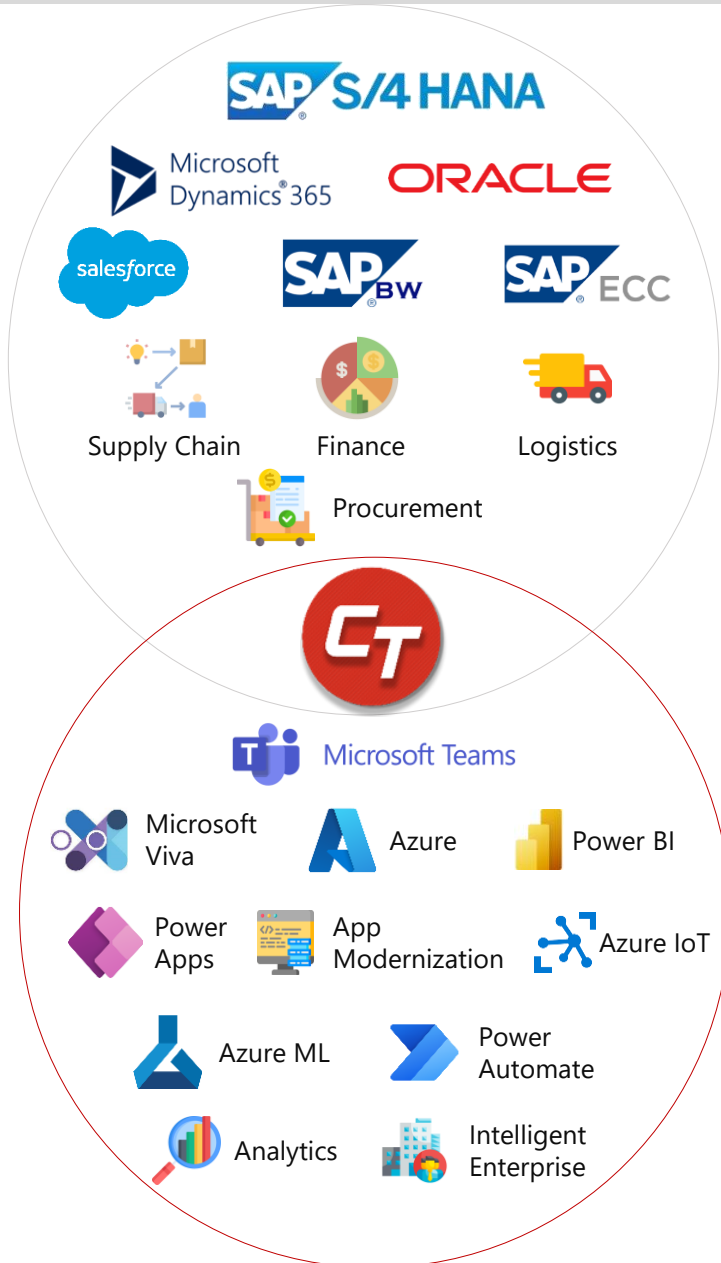 SAP® S/4 HANA
Microsoft
Dynamics® 365
ORACLE
salesforce
SAP® BW
SAP® ECC
$
$
Supply Chain
Finance
Logistics
$
Procurement
CT
T
Microsoft Teams
Microsoft
Viva
Azure
Power BI
Power
Apps
</>
App
Modernization
Azure IoT
Azure ML
Power
Automate
Analytics
Intelligent
Enterprise